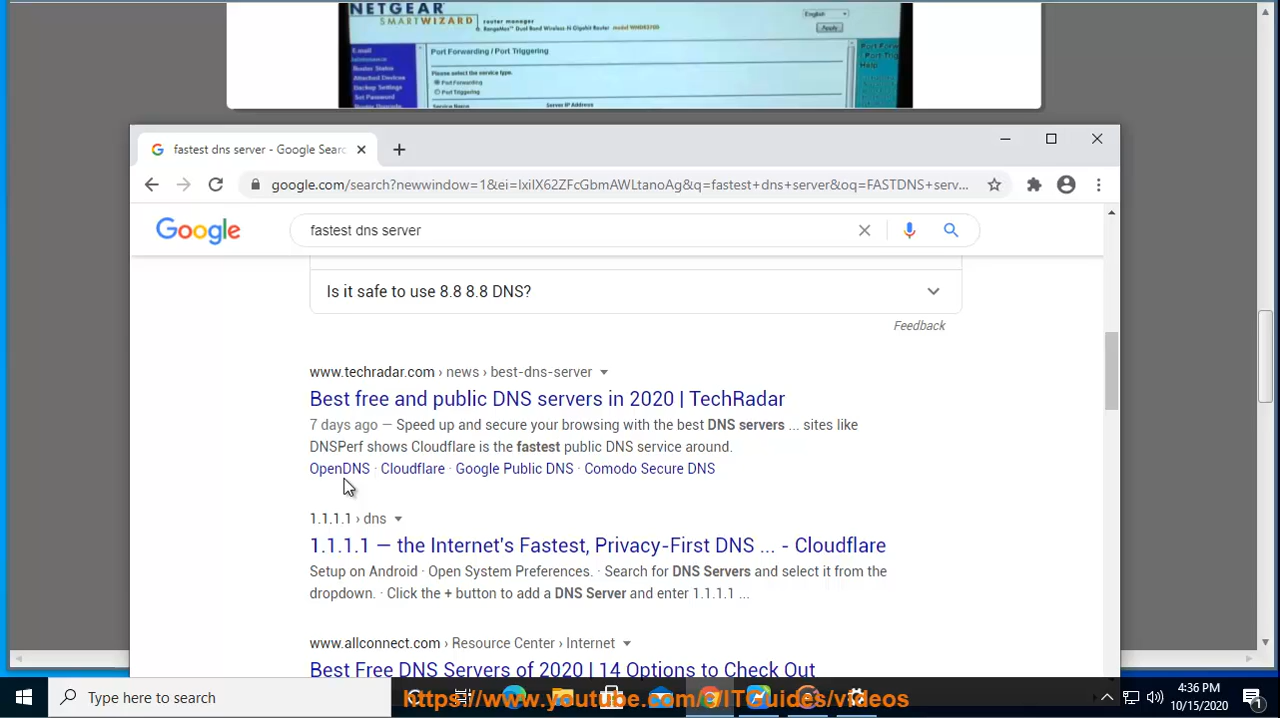 NETGEAR
SMARTWIZARD router manager
RangeMax™ Dual Band Wireless-N Gigabit Router model WNDR3700
English
Apply
E.mail
Router Status
Attached Devices
Backup Settings
Set Password
Router Upgrade
Port Forwarding / Port Triggering
Please select the service type.
Port Forwarding
Port Triggering
Service Name Server IP Address
Help
fastest dns server - Google Searc
google.com/search?newwindow=1&ei=IxiIX62ZFcGbmAWLtanoAg&q=fastest+dns+server&oq=FASTDNS+serv...
Google
fastest dns server
Is it safe to use 8.8 8.8 DNS?
Feedback
www.techradar.com › news › best-dns-server
Best free and public DNS servers in 2020 | TechRadar
7 days ago — Speed up and secure your browsing with the best DNS servers ... sites like
DNSPerf shows Cloudflare is the fastest public DNS service around.
OpenDNS · Cloudflare · Google Public DNS · Comodo Secure DNS
1.1.1.1 › dns
1.1.1.1 — the Internet's Fastest, Privacy-First DNS ... - Cloudflare
Setup on Android · Open System Preferences. · Search for DNS Servers and select it from the
dropdown. · Click the + button to add a DNS Server and enter 1.1.1.1 ...
www.allconnect.com › Resource Center › Internet
Best Free DNS Servers of 2020 | 14 Options to Check Out
Type here to search
https://www.youtube.com/c/ITGuides/videos
4:36 PM
10/15/2020
1